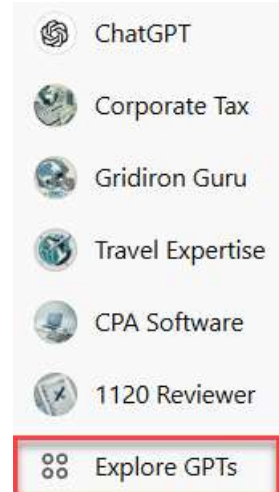 ChatGPT
Corporate Tax
Gridiron Guru
Travel Expertise
CPA Software
1120 Reviewer
Explore GPTs